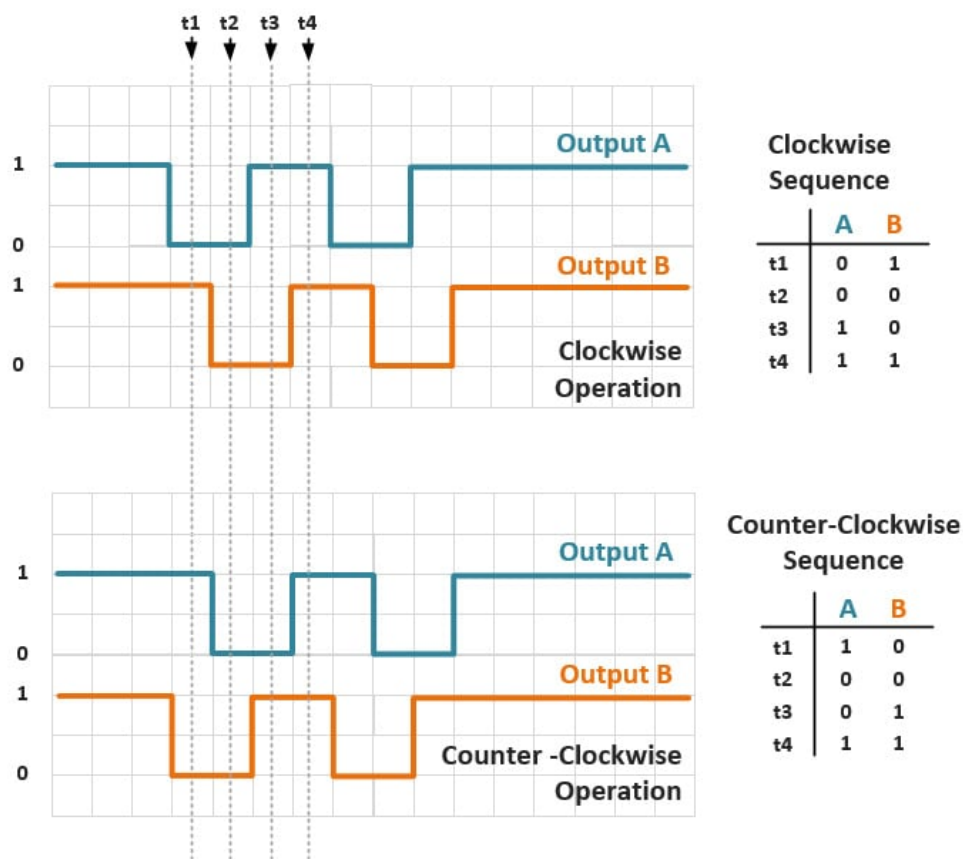 t1 t2 t3 t4
Output A
1
0
Output B
1
0
Clockwise
Operation
Clockwise
Sequence
A B
t1 0 1
t2 0 0
t3 1 0
t4 1 1
Output A
1
0
Output B
1
0
Counter -Clockwise
Operation
Counter-Clockwise
Sequence
A B
t1 1 0
t2 0 0
t3 0 1
t4 1 1